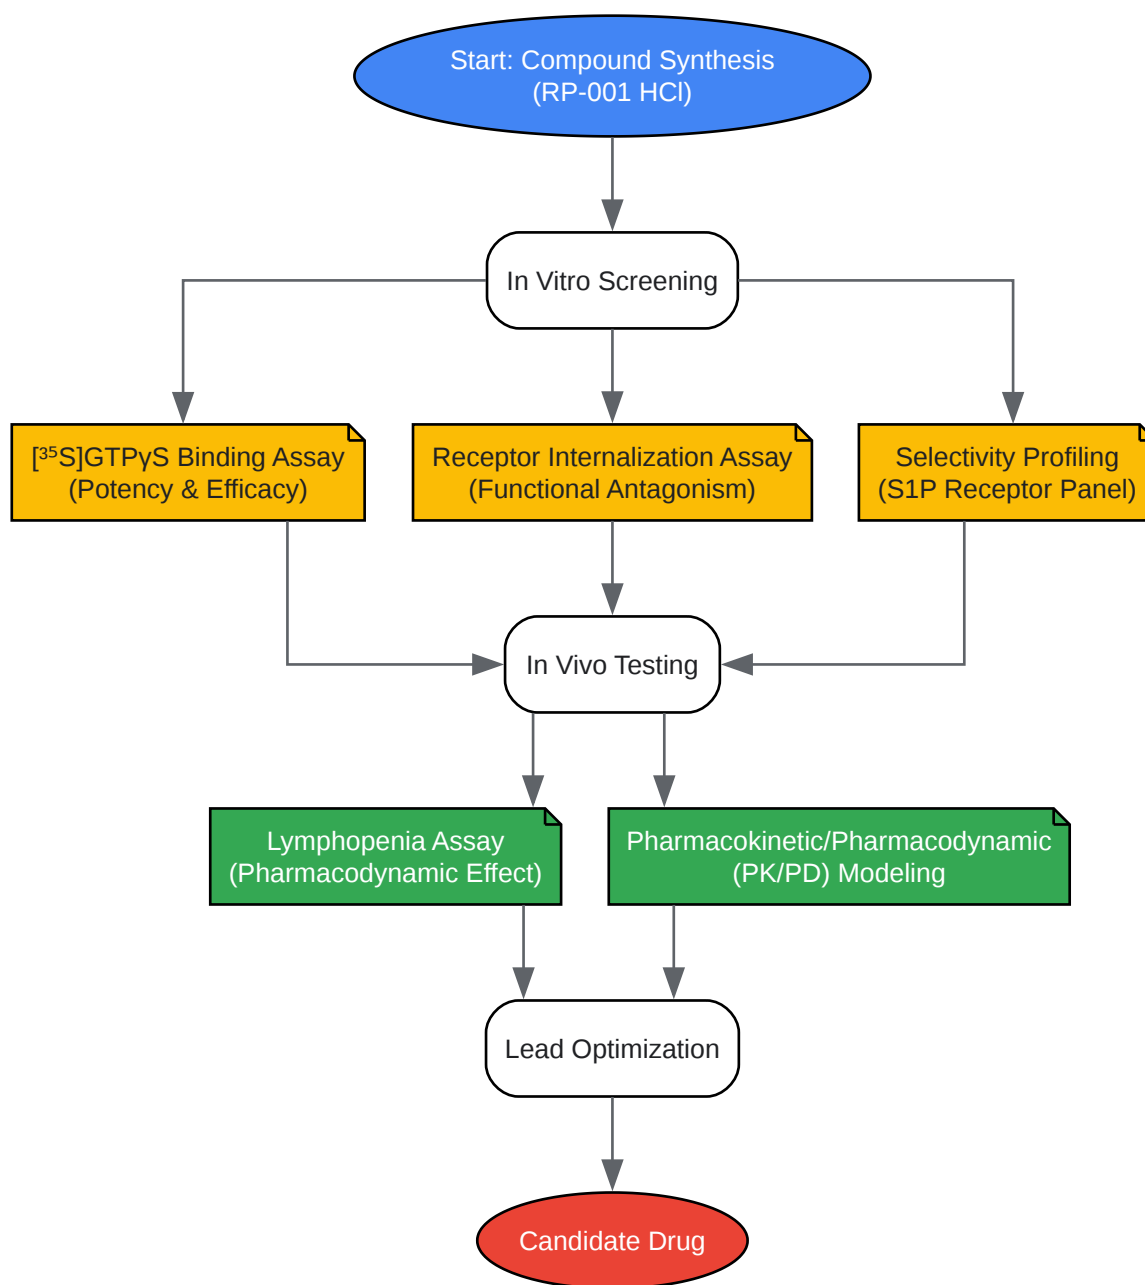 Start: Compound Synthesis
(RP-001 HCl)
In Vitro Screening
[³⁵S]GTPγS Binding Assay
(Potency & Efficacy)
Receptor Internalization Assay
(Functional Antagonism)
Selectivity Profiling
(S1P Receptor Panel)
In Vivo Testing
Lymphopenia Assay
(Pharmacodynamic Effect)
Pharmacokinetic/Pharmacodynamic
(PK/PD) Modeling
Lead Optimization
Candidate Drug